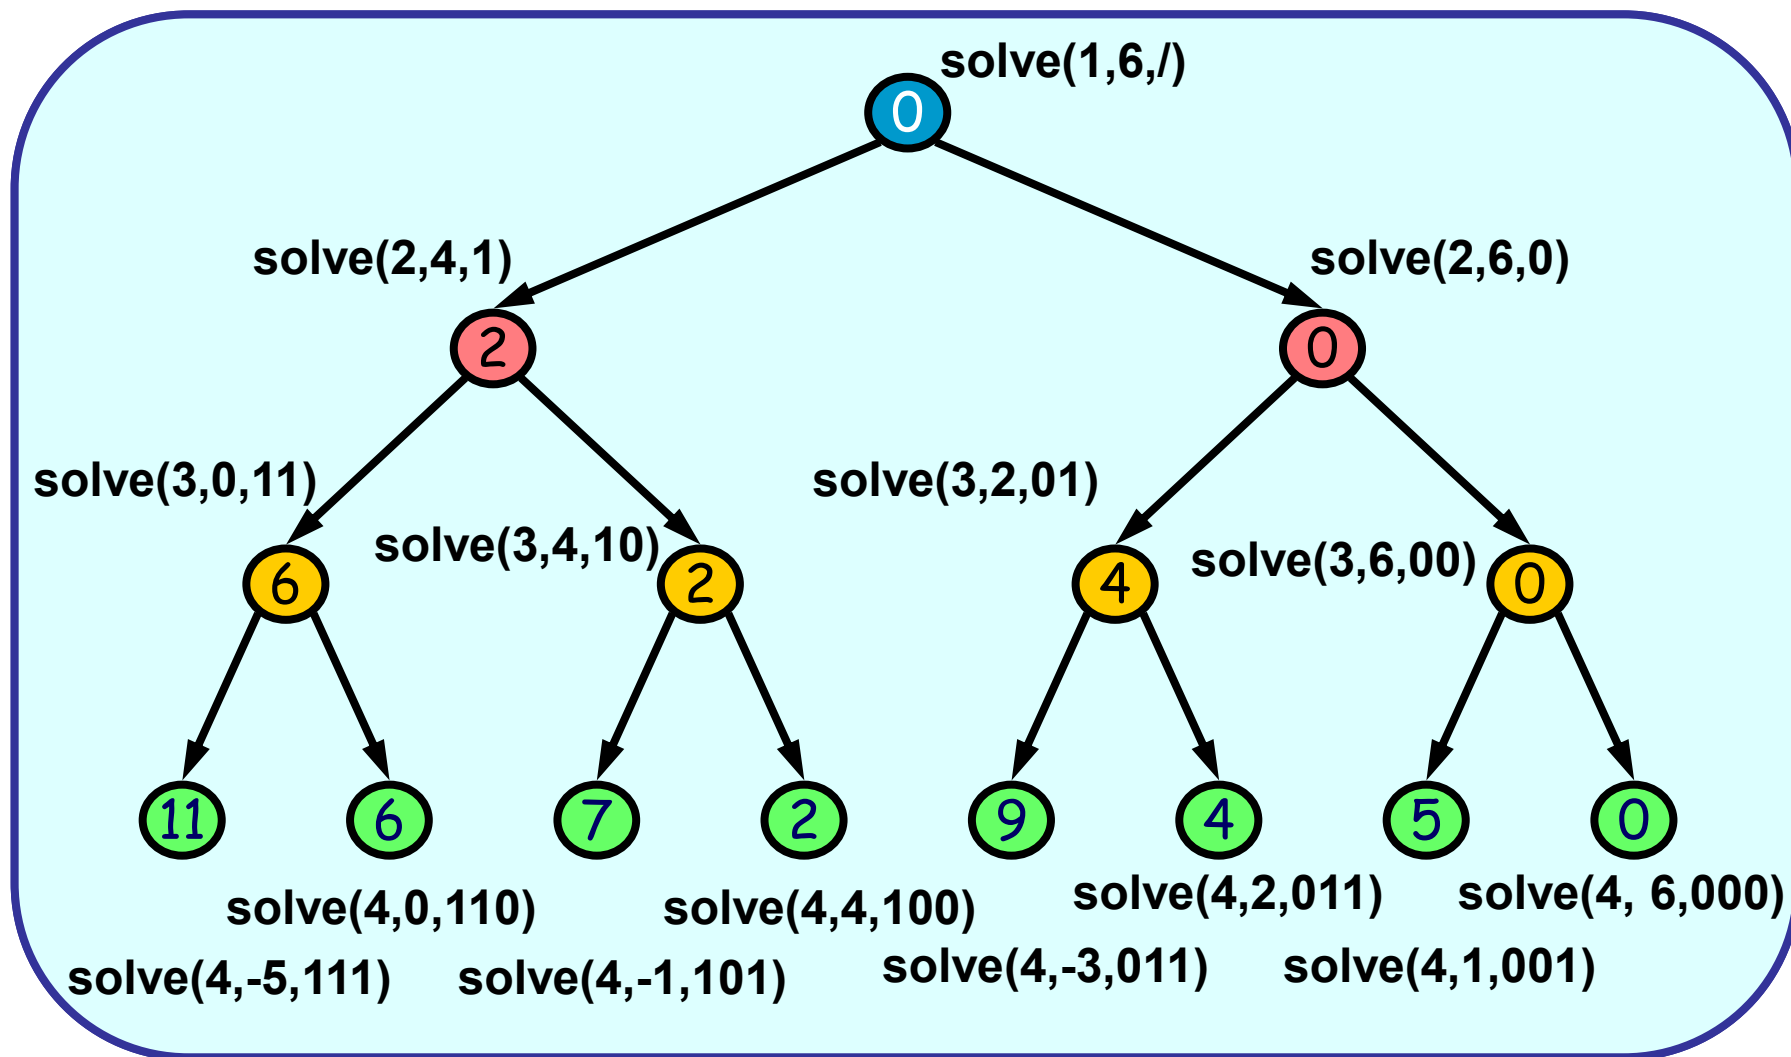 solve(1,6,/)
0
solve(2,4,1)
solve(2,6,0)
2
0
solve(3,0,11)
solve(3,4,10)
solve(3,2,01)
solve(3,6,00)
6
2
4
0
11
6
7
2
9
4
5
0
solve(4,0,110)
solve(4,4,100)
solve(4,2,011)
solve(4, 6,000)
solve(4,-5,111)
solve(4,-1,101)
solve(4,-3,011)
solve(4,1,001)